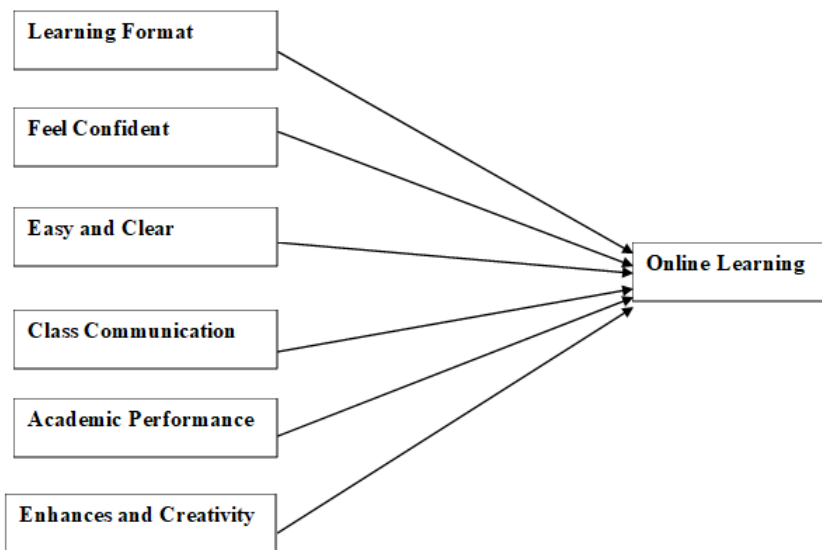 Learning Format
Feel Confident
Easy and Clear
Online Learning
Class Communication
Academic Performance
Enhances and Creativity